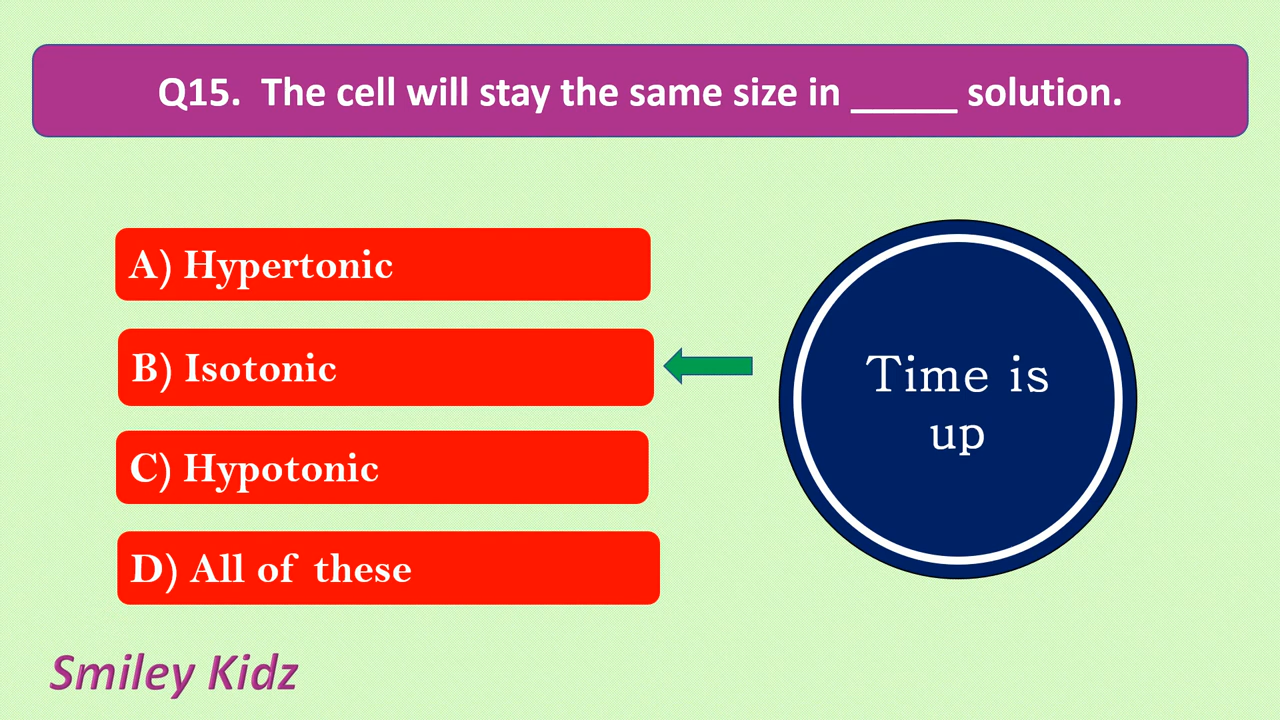 Q15. The cell will stay the same size in _____ solution.
A) Hypertonic
B) Isotonic
C) Hypotonic
D) All of these
Time is
up
Smiley Kidz